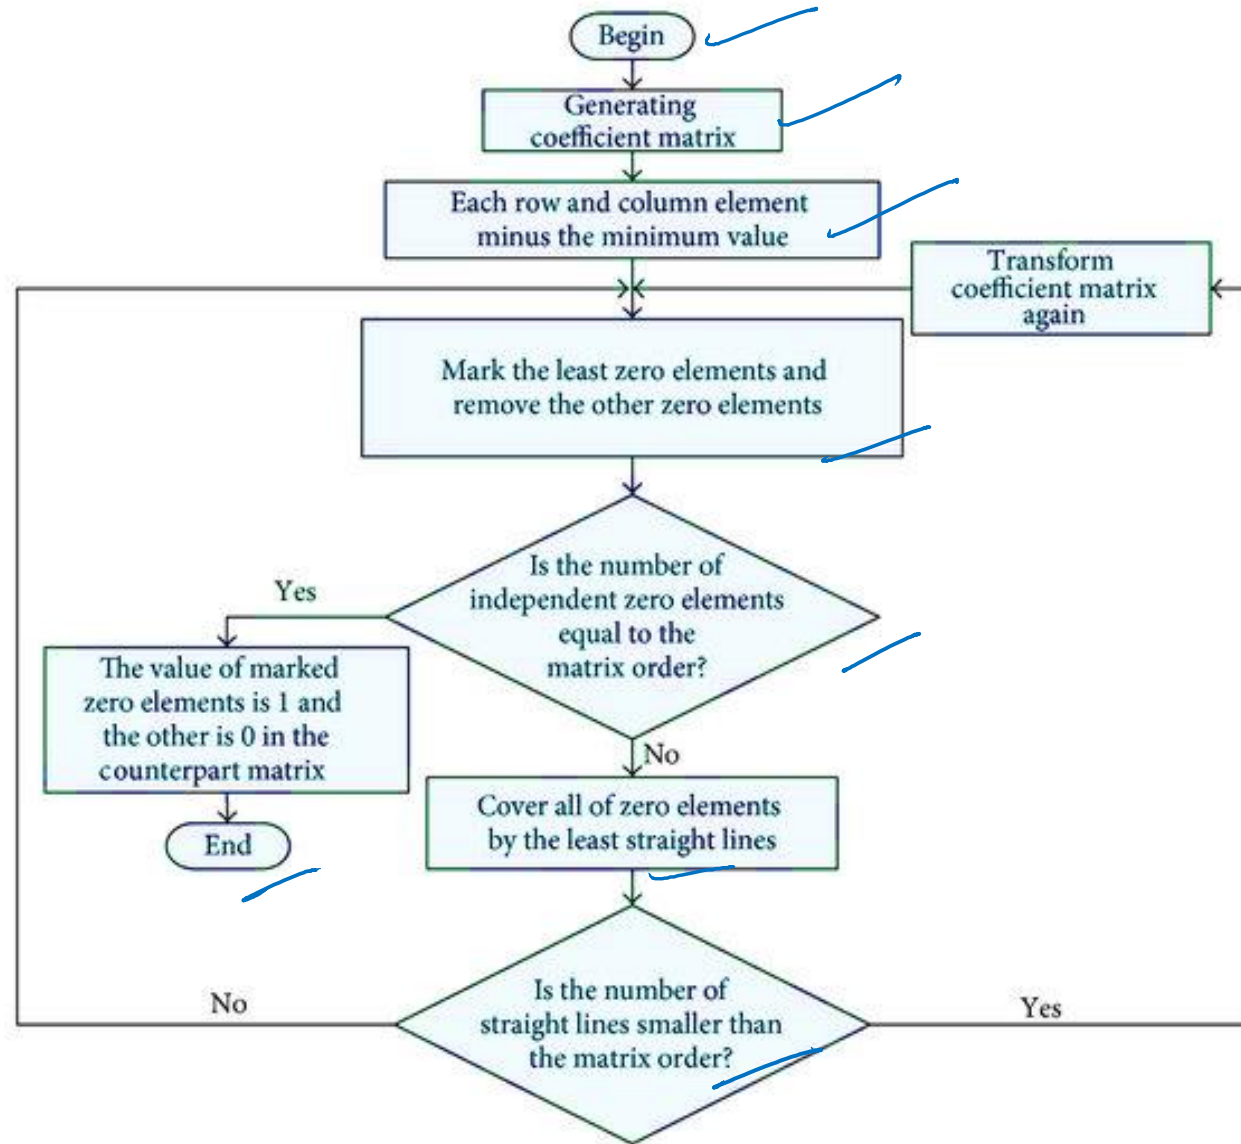 Begin
Generating
coefficient matrix
Each row and column element
minus the minimum value
Transform
coefficient matrix
again
Mark the least zero elements and
remove the other zero elements
Is the number of
independent zero elements
equal to the
matrix order?
Yes
The value of marked
zero elements is 1 and
the other is 0 in the
counterpart matrix
End
No
Cover all of zero elements
by the least straight lines
Is the number of
straight lines smaller than
the matrix order?
No
Yes